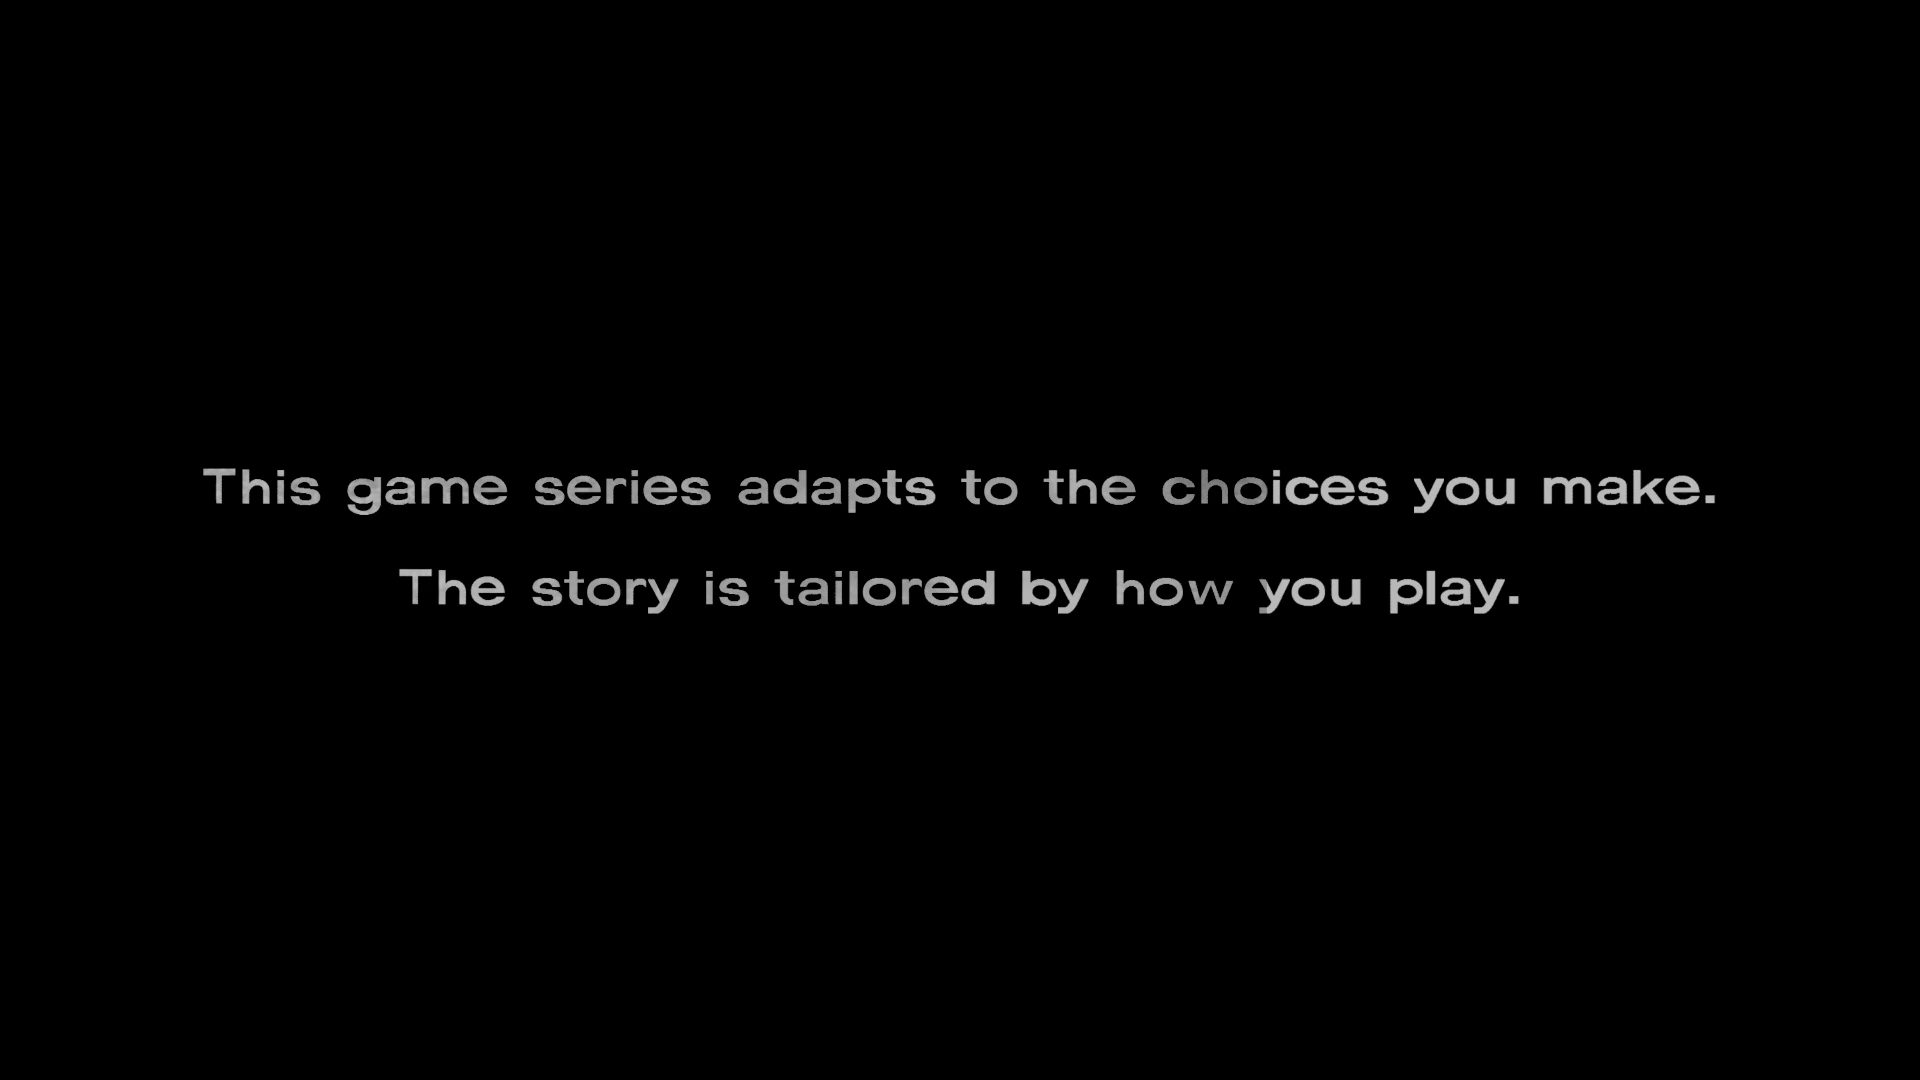 This game series adapts to the choices you make.
The story is tailored by how you play.